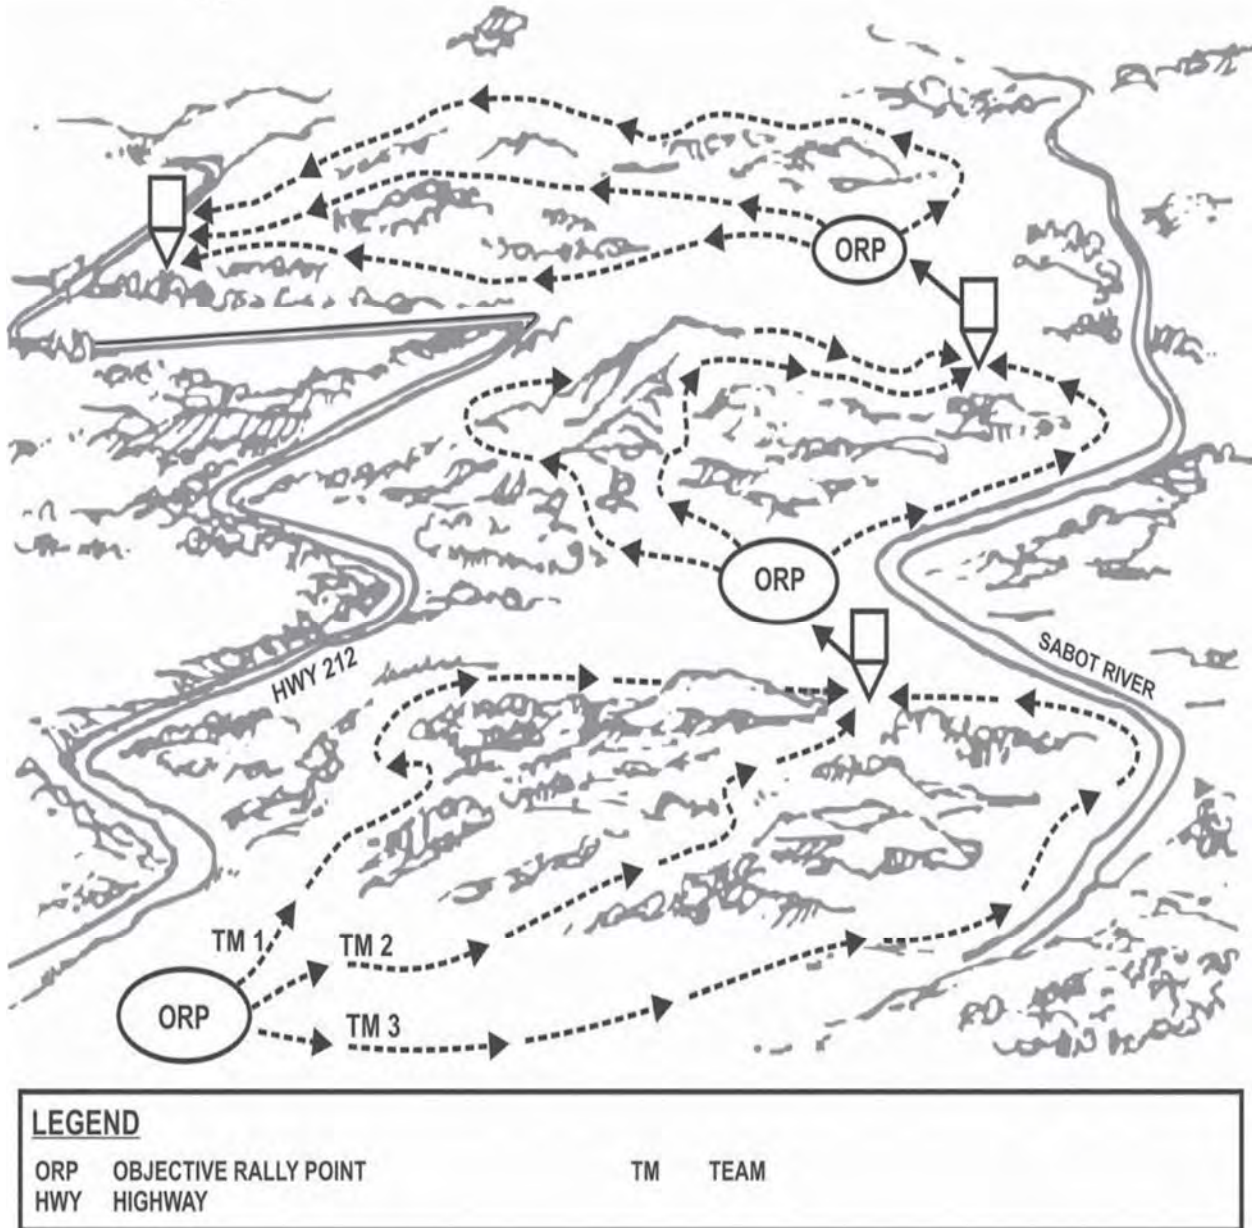 ORP
ORP
HWY 212
SABOT RIVER
TM 1
TM 2
ORP
TM 3
LEGEND
ORP OBJECTIVE RALLY POINT TM TEAM
HWY HIGHWAY